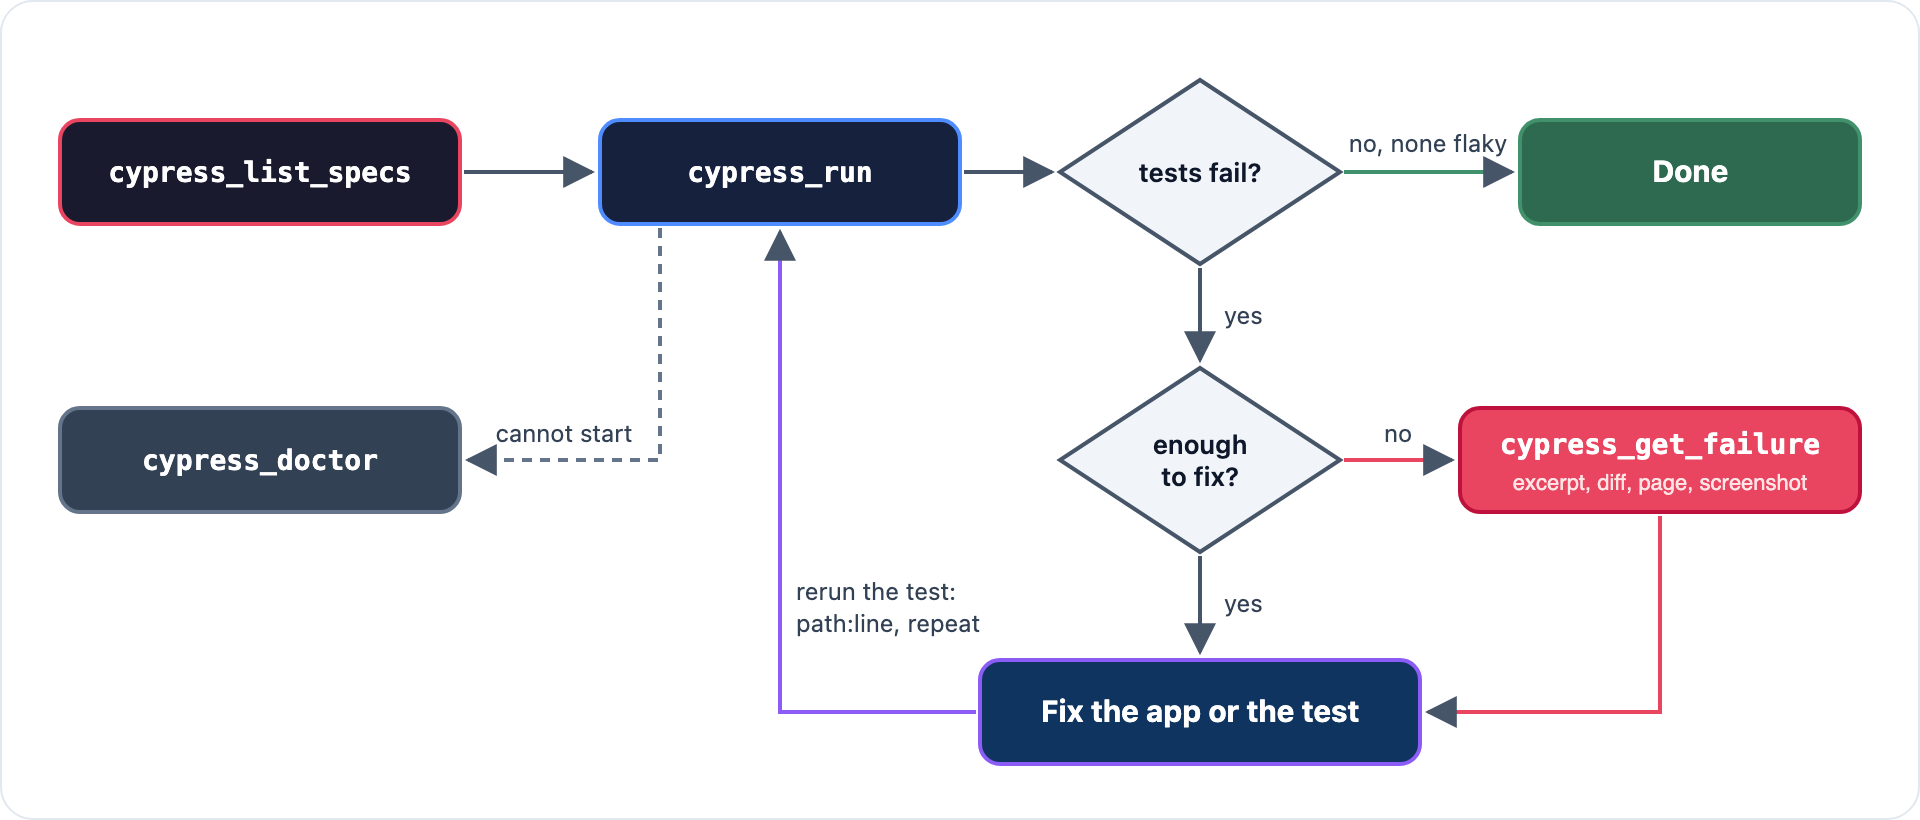 cypress_list_specs
cypress_run
tests fail?
no, none flaky
Done
yes
cypress_doctor
cannot start
enough
to fix?
no
cypress_get_failure
excerpt, diff, page, screenshot
rerun the test:
path:line, repeat
yes
Fix the app or the test